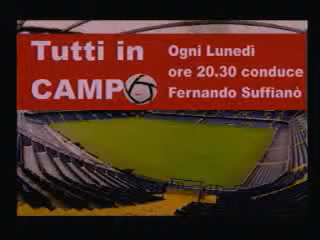 Tutti in
CAMPO
Ogni Lunedì
ore 20.30 conduce
Fernando Suffianò